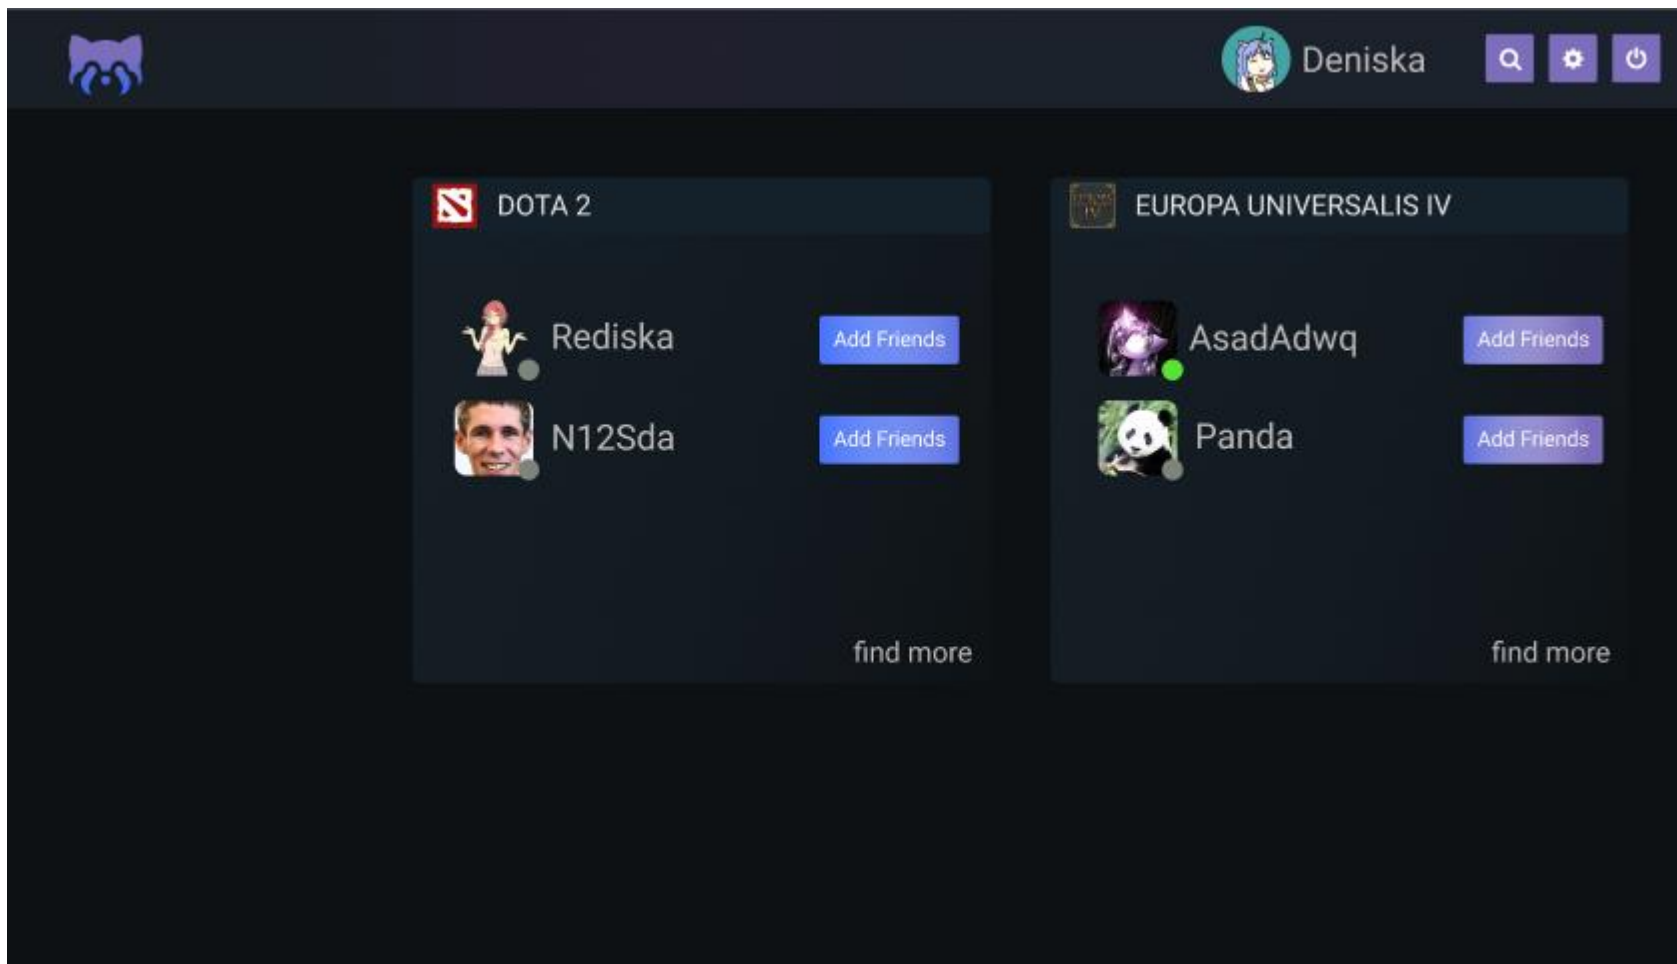 Deniska
DOTA 2
Rediska
Add Friends
N12Sda
Add Friends
find more
EUROPA UNIVERSALIS IV
AsadAdwq
Add Friends
Panda
Add Friends
find more